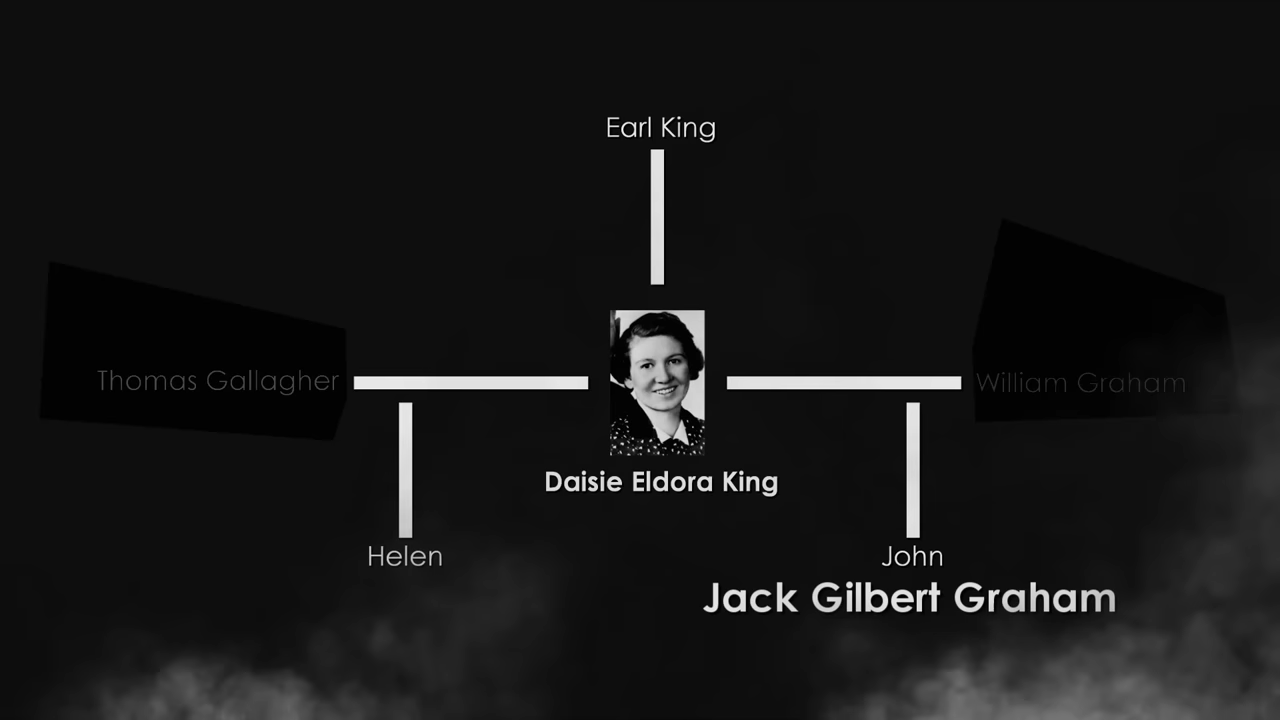 Earl King
Thomas Gallagher
William Graham
Daisie Eldora King
Helen
John
Jack Gilbert Graham